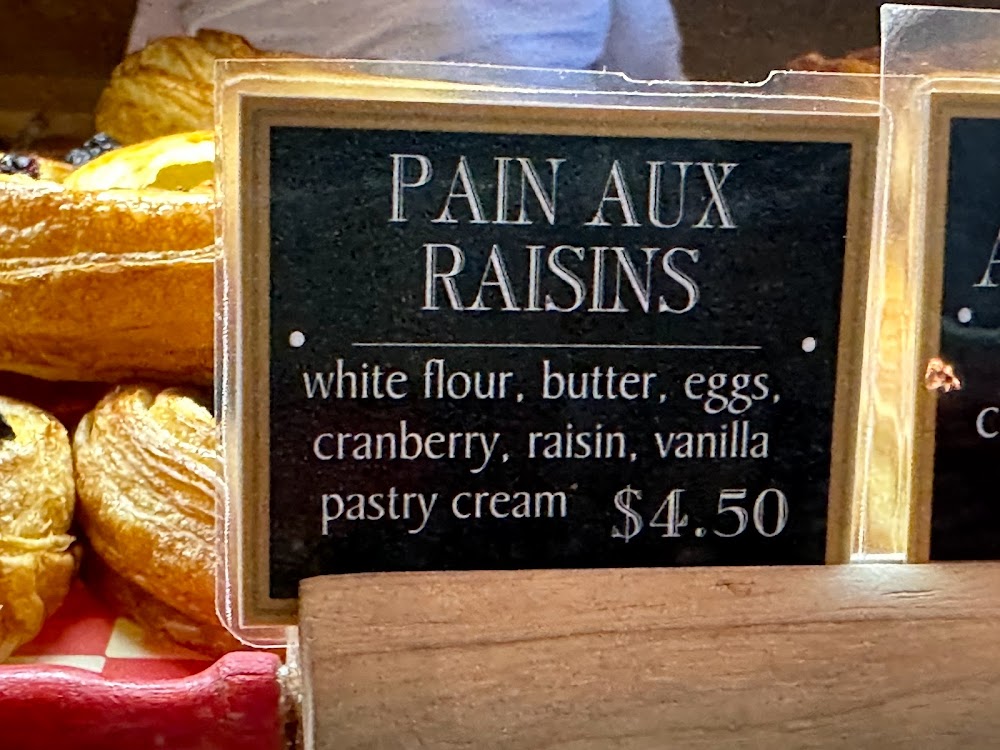 PAIN AUX
RAISINS
white flour, butter, eggs,
cranberry, raisin, vanilla
pastry cream $4.50